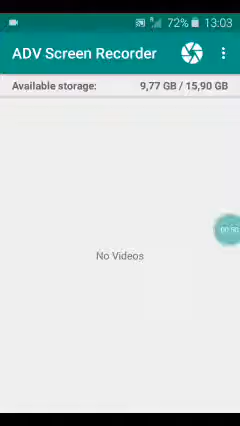 72% 13:03
ADV Screen Recorder
Available storage: 9,77 GB / 15,90 GB
No Videos